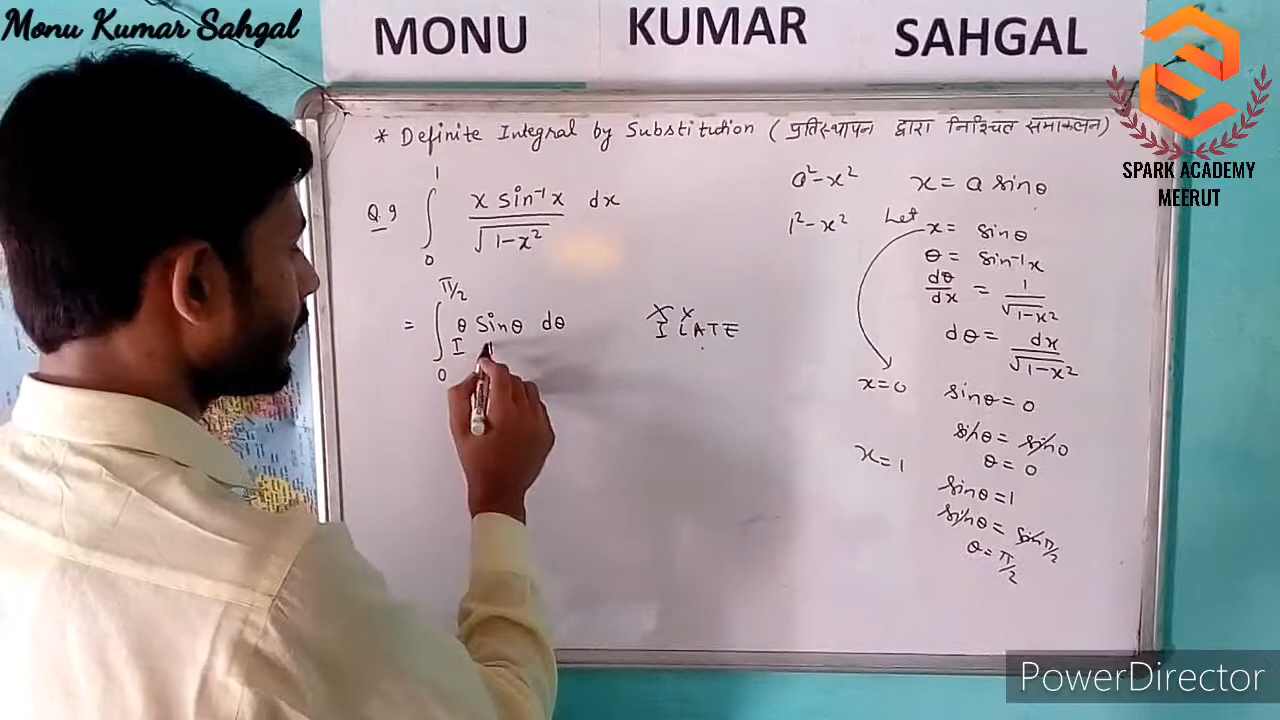 Monu Kumar Sahgal
MONU KUMAR SAHGAL
SPARK ACADEMY
MEERUT
* Definite Integral by Substitution ( प्रतिस्थापन द्वारा निश्चित समाकलन )
Q.9 ∫₀¹ x sin⁻¹x / √1-x² dx
= ∫₀^π/2 θ sinθ dθ
I
ILATE
x x
a²-x² x = a sinθ
1²-x² Let x = sinθ
θ = sin⁻¹x
dθ/dx = 1/√1-x²
dθ = dx/√1-x²
x=0 sinθ = 0
sinθ = sin0
θ = 0
x=1 sinθ = 1
sinθ = sinπ/2
θ = π/2
PowerDirector